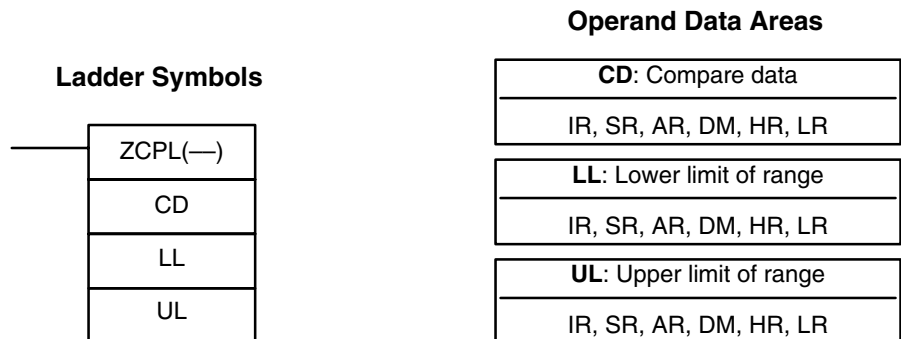 Operand Data Areas
Ladder Symbols
ZCPL(––)
CD
LL
UL
CD: Compare data
IR, SR, AR, DM, HR, LR
LL: Lower limit of range
IR, SR, AR, DM, HR, LR
UL: Upper limit of range
IR, SR, AR, DM, HR, LR